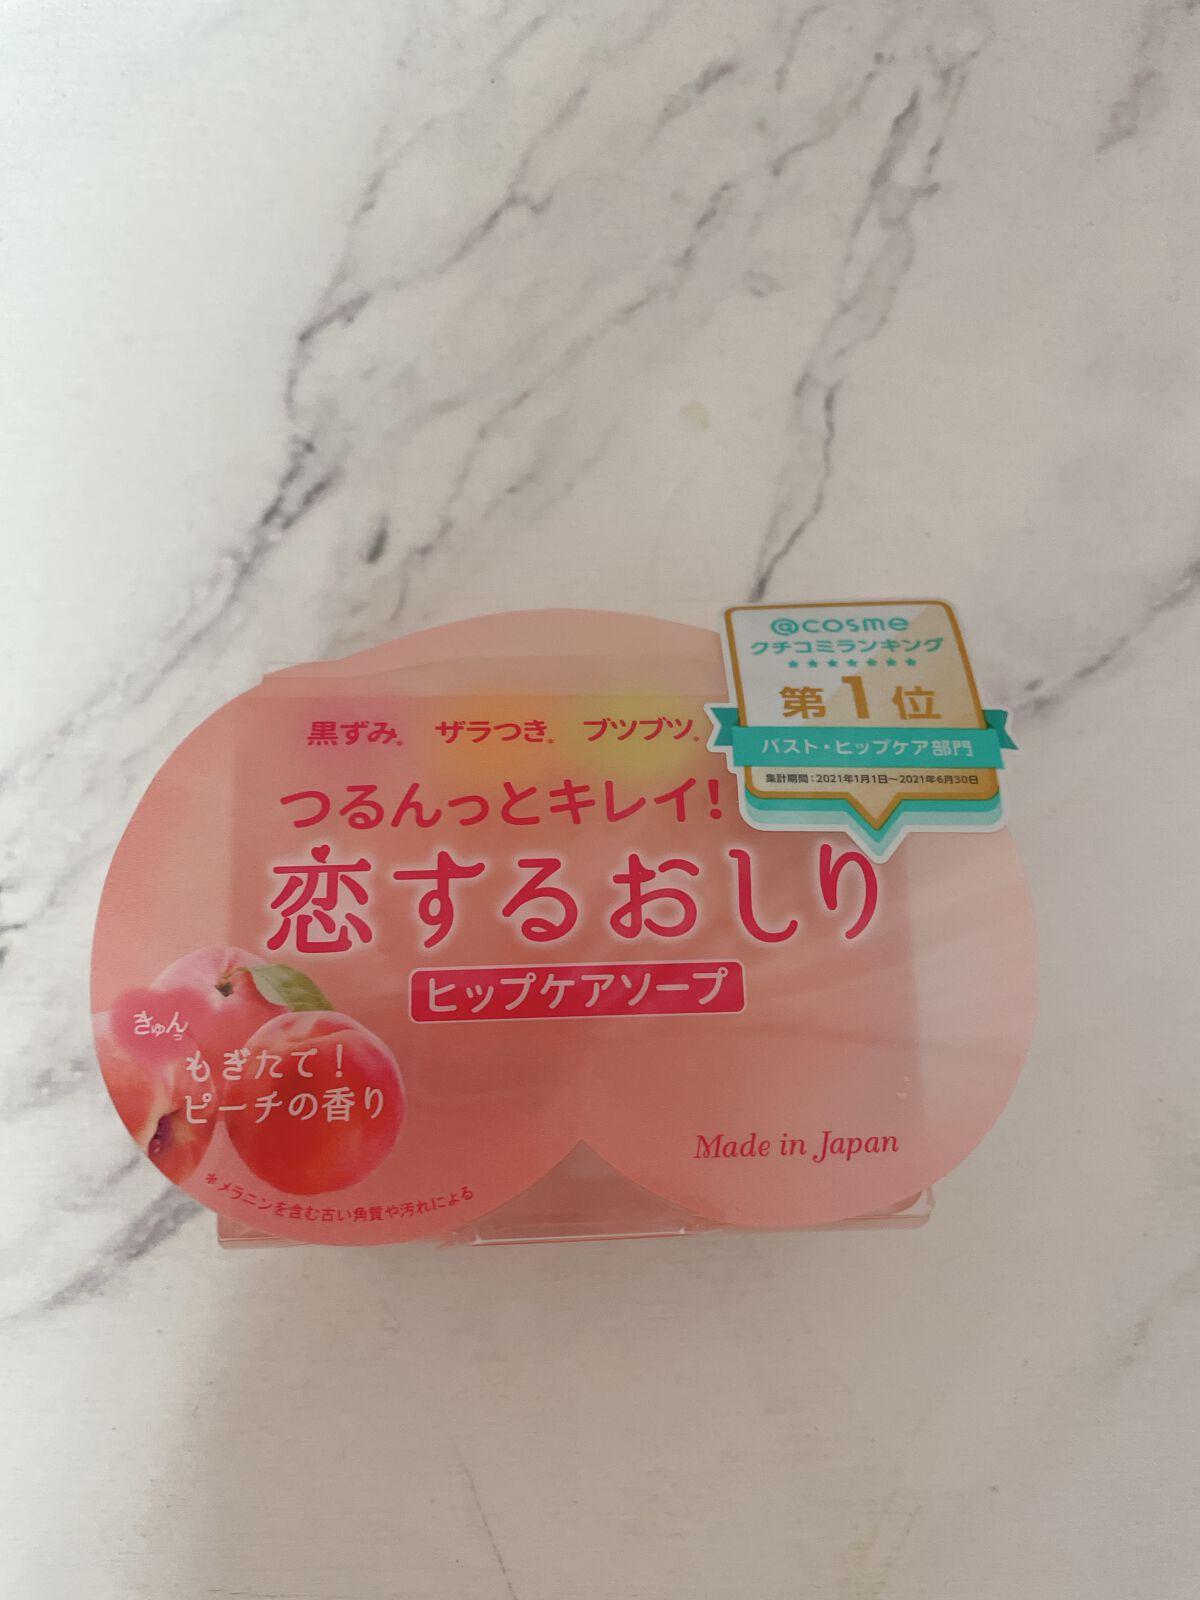 @cosme
クチコミランキング
★★★★★★★
第1位
バスト・ヒップケア部門
集計期間：2021年1月1日～2021年6月30日
黒ずみ* ザラつき* ブツブツ*
つるんっとキレイ！
恋するおしり
ヒップケアソープ
きゅんっ
もぎたて！
ピーチの香り
Made in Japan
*メラニンを含む古い角質や汚れによる